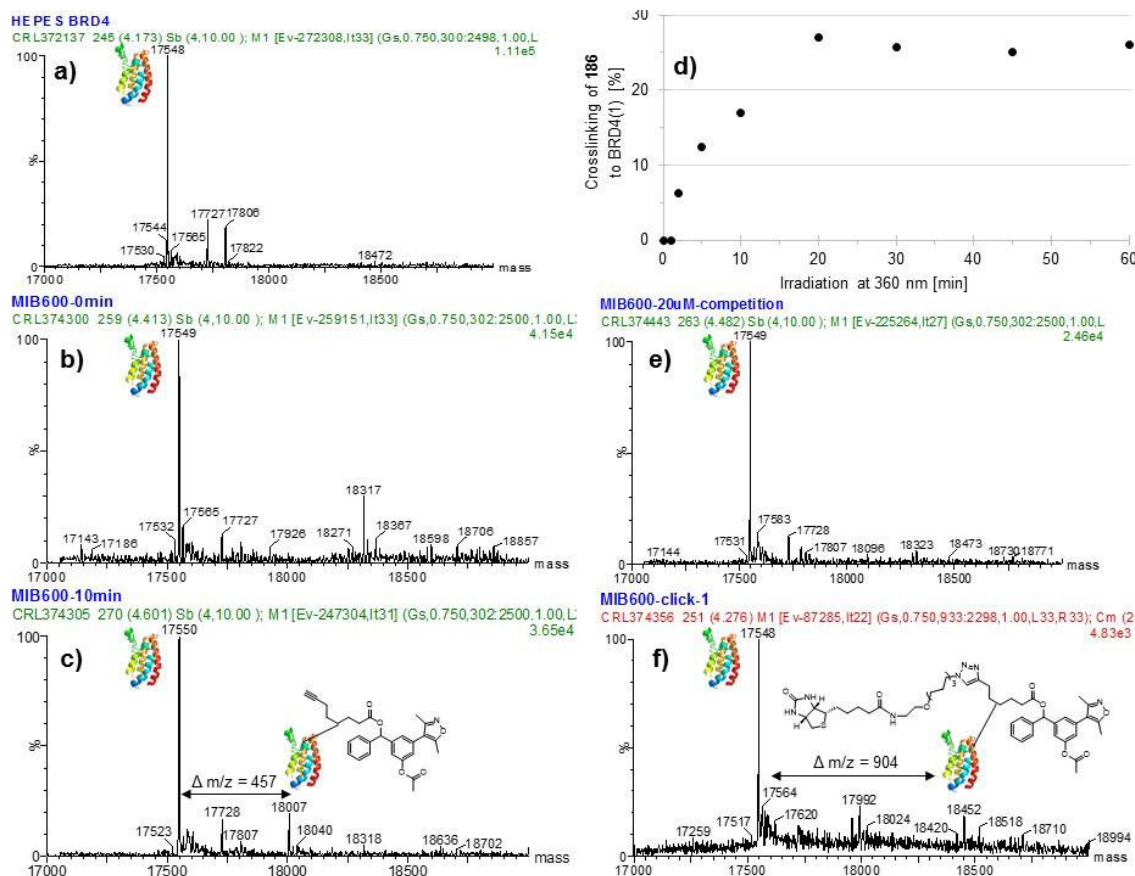 HEPES BRD4
CRL372137 245 (4.173) Sb (4,10.00 ); M1 [Ev-272308,It33] (Gs,0.750,300:2498,1.00,L
1.11e5
17548
100
a)
%
17727
17806
17544
17565
17530
17822
18472
0
mass
17000 17500 18000 18500
MIB600-0min
CRL374300 259 (4.413) Sb (4,10.00 ); M1 [Ev-259151,It33] (Gs,0.750,302:2500,1.00,L
4.15e4
17549
100
b)
%
18317
17565
17532
17727
17143
17186
17926
18271
18367
18598
18706
18857
0
mass
17000 17500 18000 18500
MIB600-10min
CRL374305 270 (4.601) Sb (4,10.00 ); M1 [Ev-247304,It31] (Gs,0.750,302:2500,1.00,L
3.65e4
17550
100
c)
%
O
O
N
O
O
O
Δ m/z = 457
17728
18007
17523
17807
18040
18318
18636
18702
0
mass
17000 17500 18000 18500
30
d)
20
10
0
Crosslinking of 186
to BRD4(1) [%]
0 10 20 30 40 50 60
Irradiation at 360 nm [min]
MIB600-20uM-competition
CRL374443 263 (4.482) Sb (4,10.00 ); M1 [Ev-225264,It27] (Gs,0.750,302:2500,1.00,L
2.46e4
17549
100
e)
%
17583
17531
17728
17144
17807
18096
18323
18473
18730
18771
0
mass
17000 17500 18000 18500
MIB600-click-1
CRL374356 251 (4.276) M1 [Ev-87285,It22] (Gs,0.750,933:2298,1.00,L33,R33); Cm (2
4.83e3
17548
100
f)
%
O
HN
NH
H
H
S
O
N
H
O
3
N
N
N
O
O
N
O
O
O
Δ m/z = 904
17564
17517
17620
17259
17992
18024
18452
18420
18518
18710
18994
0
mass
17000 17500 18000 18500